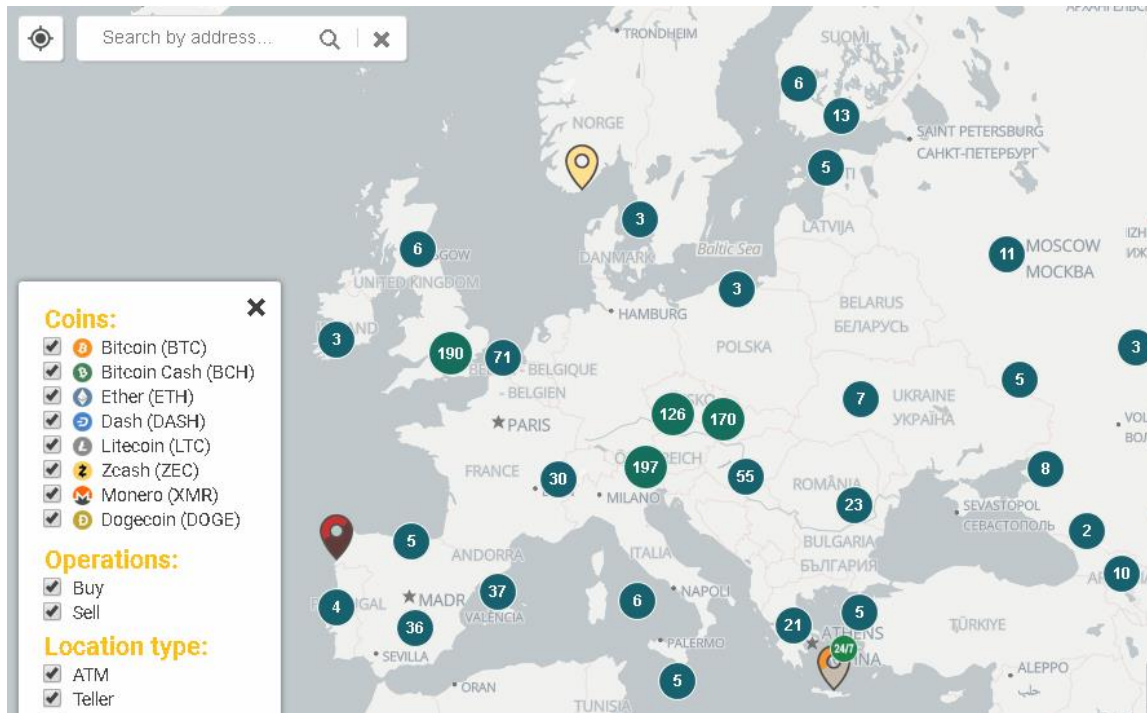 Search by address...
TRONDHEIM
SUOMI
6
13
NORGE
SAINT PETERSBURG
САНКТ-ПЕТЕРБУРГ
5
3
LATVIJA
6
UNITED KINGDOM
DANMARK
Baltic Sea
11
MOSCOW
МОСКВА
3
HAMBURG
BELARUS
БЕЛАРУСЬ
3
190
71
BELGIQUE
- BELGIEN
POLSKA
3
5
7
UKRAINE
УКРАЇНА
126
170
PARIS
FRANCE
197
30
55
MILANO
ROMÂNIA
23
8
SEVASTOPOL
СЕВАСТОПОЛЬ
5
ANDORRA
ITALIA
BULGARIA
БЪЛГАРИЯ
2
10
4
MADR
37
VALÈNCIA
36
6
NAPOLI
5
21
ATHENS
24/7
TÜRKIYE
SEVILLA
PALERMO
ALEPPO
حلب
ORAN
5
TUNISIA
Coins:
Bitcoin (BTC)
Bitcoin Cash (BCH)
Ether (ETH)
Dash (DASH)
Litecoin (LTC)
Zcash (ZEC)
Monero (XMR)
Dogecoin (DOGE)
Operations:
Buy
Sell
Location type:
ATM
Teller